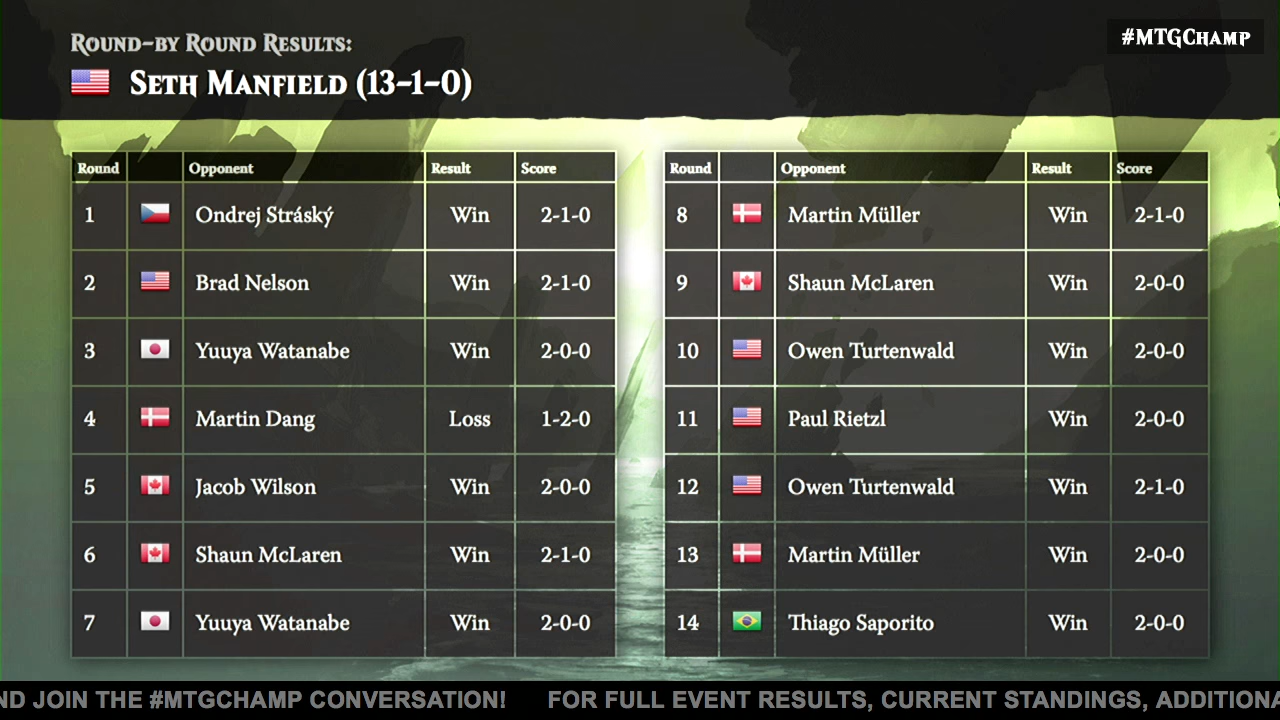 Round-by Round Results:
#MTGChamp
Seth Manfield (13-1-0)
Round Opponent Result Score
1 Ondrej Stráský Win 2-1-0
2 Brad Nelson Win 2-1-0
3 Yuuya Watanabe Win 2-0-0
4 Martin Dang Loss 1-2-0
5 Jacob Wilson Win 2-0-0
6 Shaun McLaren Win 2-1-0
7 Yuuya Watanabe Win 2-0-0
Round Opponent Result Score
8 Martin Müller Win 2-1-0
9 Shaun McLaren Win 2-0-0
10 Owen Turtenwald Win 2-0-0
11 Paul Rietzl Win 2-0-0
12 Owen Turtenwald Win 2-1-0
13 Martin Müller Win 2-0-0
14 Thiago Saporito Win 2-0-0
ND JOIN THE #MTGCHAMP CONVERSATION! FOR FULL EVENT RESULTS, CURRENT STANDINGS, ADDITIONA